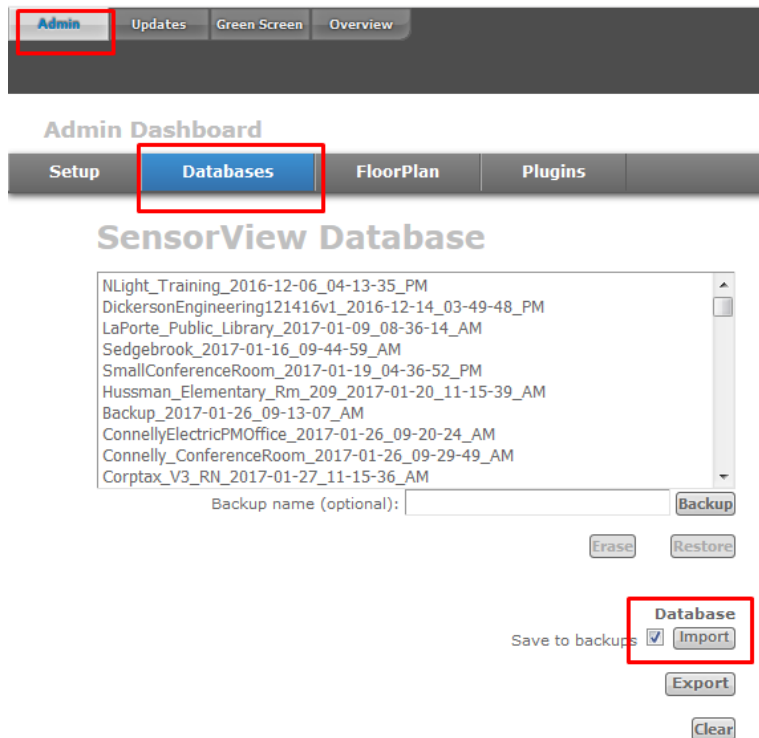 Admin Updates Green Screen Overview
Admin Dashboard
Setup Databases FloorPlan Plugins
SensorView Database
NLight_Training_2016-12-06_04-13-35_PM
DickersonEngineering121416v1_2016-12-14_03-49-48_PM
LaPorte_Public_Library_2017-01-09_08-36-14_AM
Sedgebrook_2017-01-16_09-44-59_AM
SmallConferenceRoom_2017-01-19_04-36-52_PM
Hussman_Elementary_Rm_209_2017-01-20_11-15-39_AM
Backup_2017-01-26_09-13-07_AM
ConnellyElectricPMOffice_2017-01-26_09-20-24_AM
Connelly_ConferenceRoom_2017-01-26_09-29-49_AM
Corptax_V3_RN_2017-01-27_11-15-36_AM
Backup name (optional): Backup
Erase Restore
Database
Save to backups Import
Export
Clear